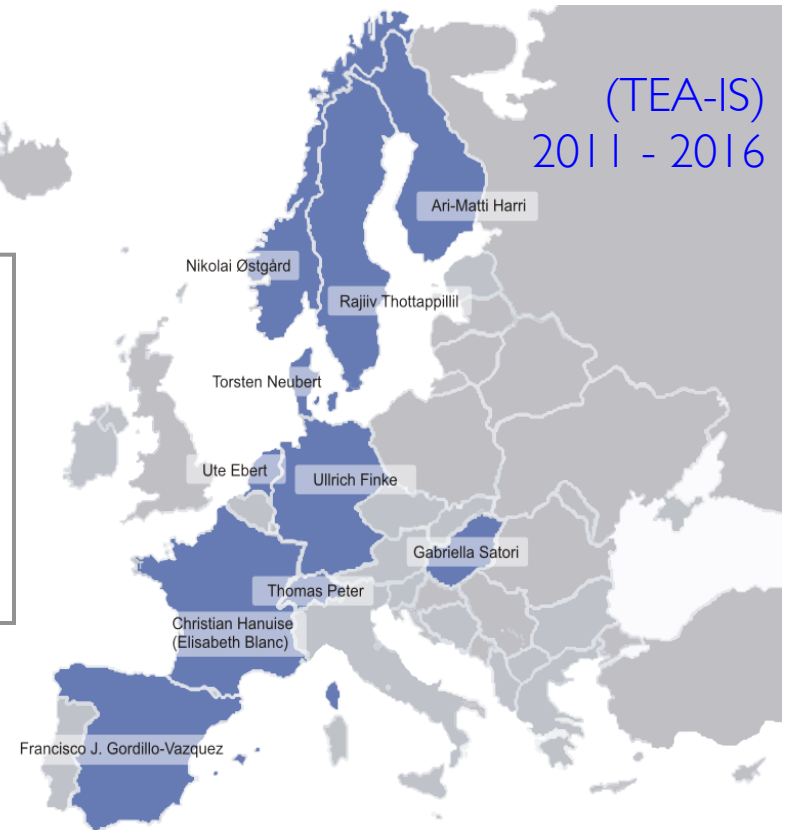 (TEA-IS)
2011 - 2016
Ari-Matti Harri
Nikolai Østgård
Rajiiv Thottappillil
Torsten Neubert
Ute Ebert
Ullrich Finke
Gabriella Satori
Thomas Peter
Christian Hanuise
(Elisabeth Blanc)
Francisco J. Gordillo-Vazquez